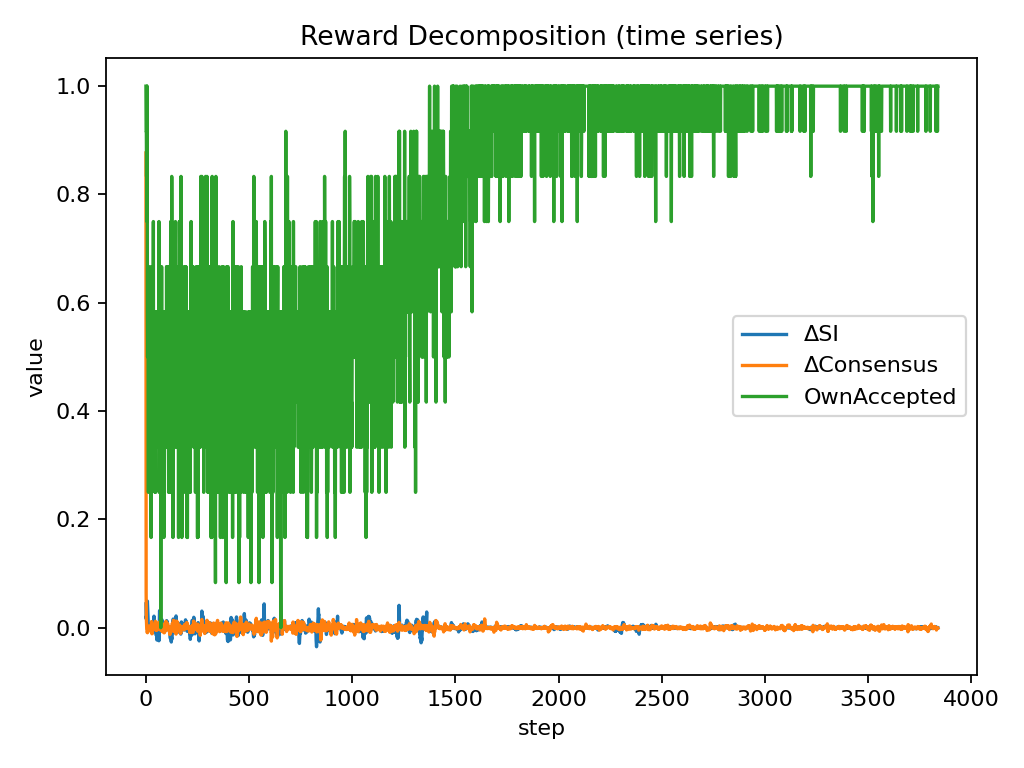 Reward Decomposition (time series)
1.0
0.8
0.6
0.4
0.2
0.0
value
ΔSI
ΔConsensus
OwnAccepted
0 500 1000 1500 2000 2500 3000 3500 4000
step